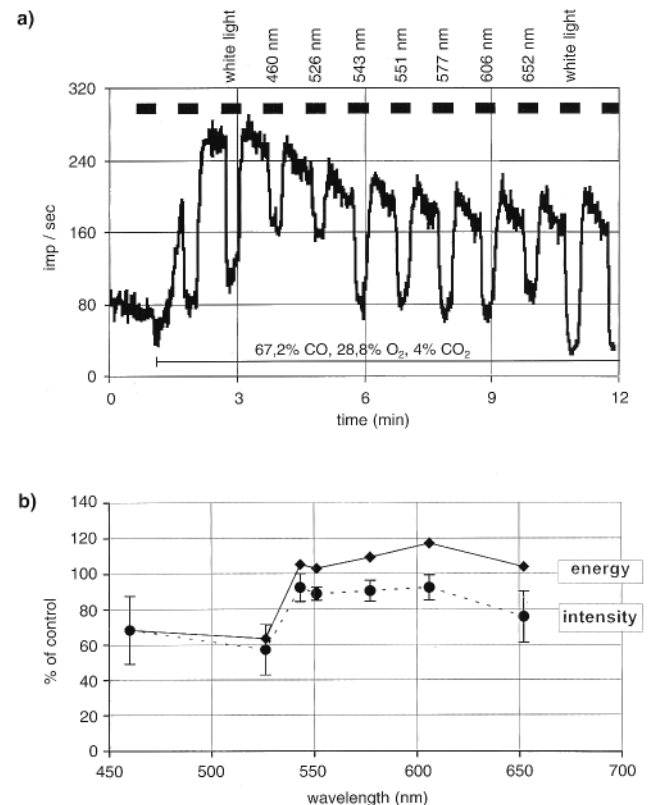 a)
white light
460 nm
526 nm
543 nm
551 nm
577 nm
606 nm
652 nm
white light
320
240
160
80
0
imp / sec
67,2% CO, 28,8% O2, 4% CO2
0 3 6 9 12
time (min)
b)
140
120
100
80
60
40
20
0
% of control
energy
intensity
450 500 550 600 650 700
wavelength (nm)